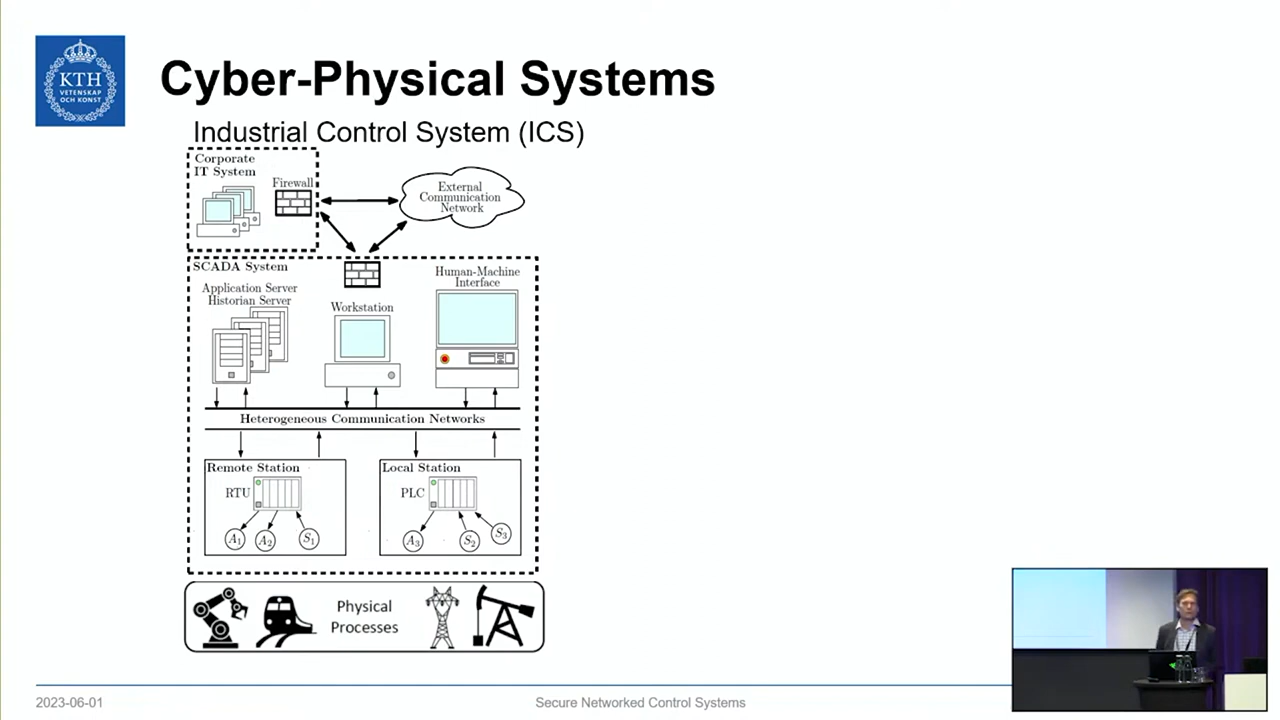 KTH
VETENSKAP
OCH KONST
Cyber-Physical Systems
Industrial Control System (ICS)
Corporate
IT System
Firewall
External
Communication
Network
SCADA System
Application Server
Historian Server
Workstation
Human-Machine
Interface
Heterogeneous Communication Networks
Remote Station
RTU
A1
A2
S1
Local Station
PLC
A3
S2
S3
Physical
Processes
2023-06-01
Secure Networked Control Systems